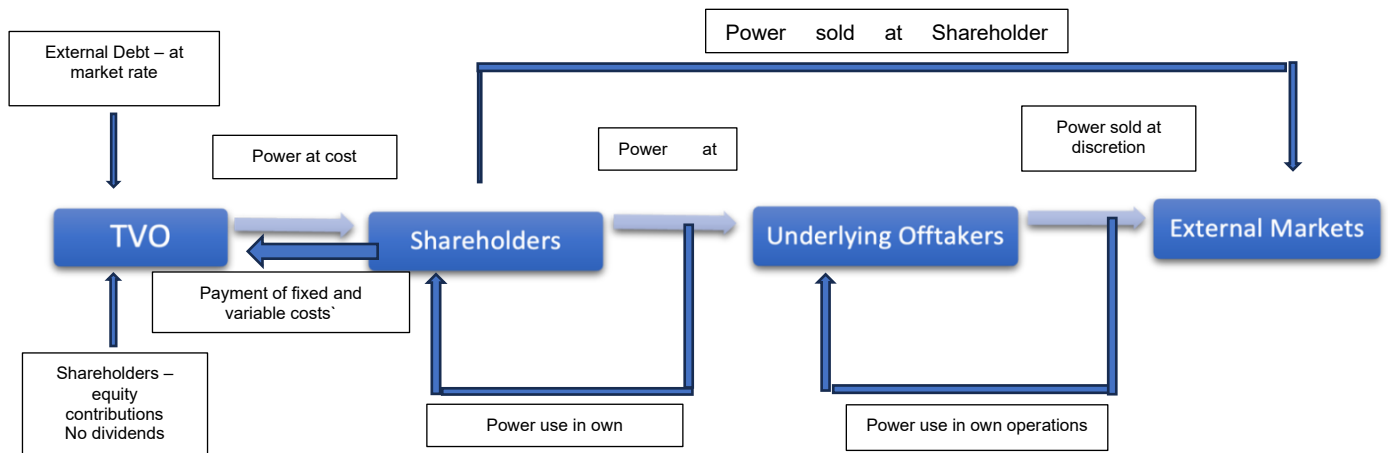 Power sold at Shareholder
External Debt – at
market rate
Power at cost
Power at
Power sold at
discretion
TVO
Shareholders
Underlying Offtakers
External Markets
Payment of fixed and
variable costs`
Shareholders –
equity
contributions
No dividends
Power use in own
Power use in own operations